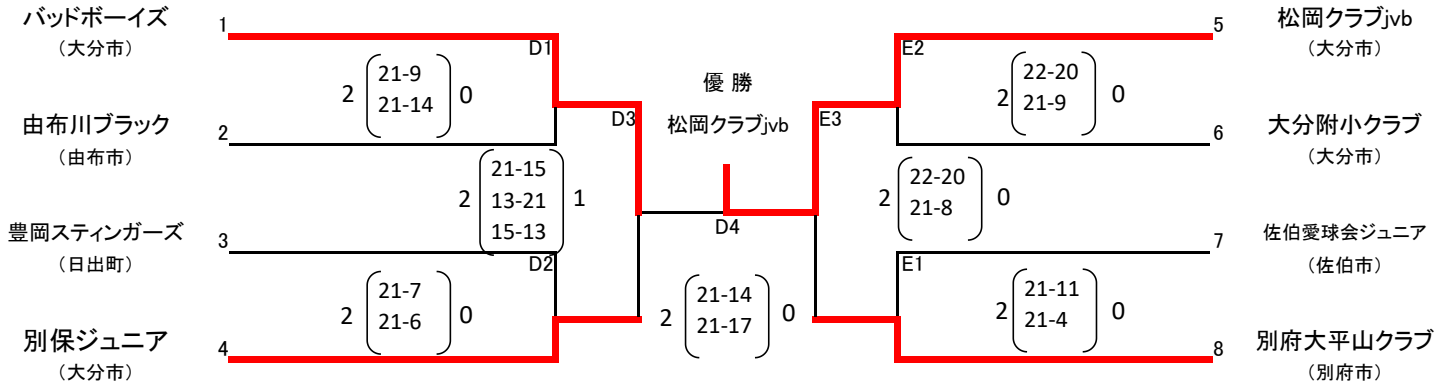 バッドボーイズ
（大分市）
1
D1
2
21-9
21-14
0
由布川ブラック
（由布市）
2
D3
2
21-15
13-21
15-13
1
豊岡スティンガーズ
（日出町）
3
D2
2
21-7
21-6
0
別保ジュニア
（大分市）
4
優 勝
松岡クラブjvb
D4
2
21-14
21-17
0
5
松岡クラブjvb
（大分市）
E2
2
22-20
21-9
0
E3
6
大分附小クラブ
（大分市）
2
22-20
21-8
0
7
佐伯愛球会ジュニア
（佐伯市）
E1
2
21-11
21-4
0
8
別府大平山クラブ
（別府市）